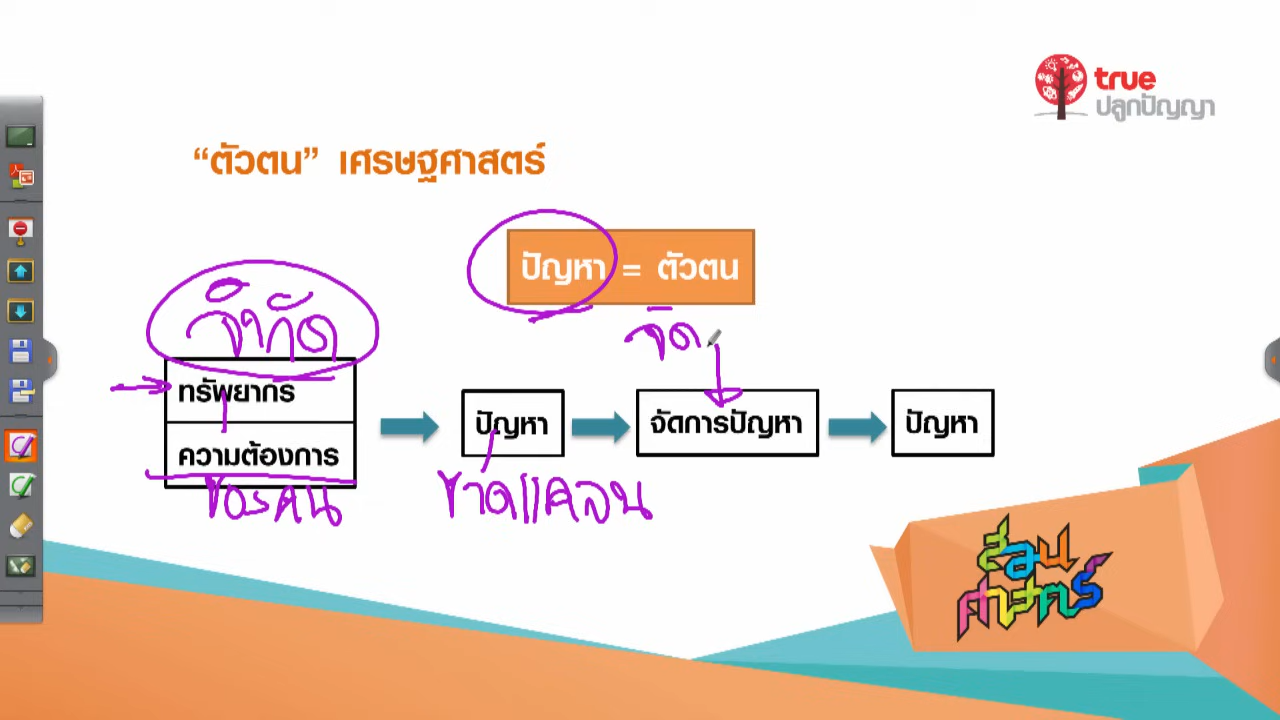 true
ปลูกปัญญา
“ตัวตน” เศรษฐศาสตร์
ปัญหา = ตัวตน
จำกัด
จัด
ทรัพยากร
ความต้องการ
ปัญหา
จัดการปัญหา
ปัญหา
ของคน
ขาดแคลน
สอน
ศาสตร์